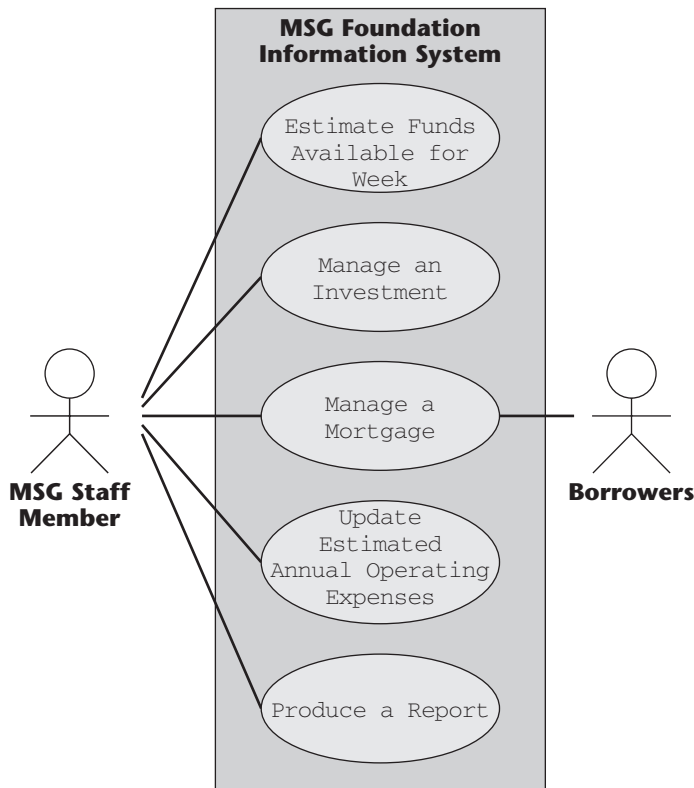 MSG Foundation
Information System
Estimate Funds
Available for
Week
Manage an
Investment
Manage a
Mortgage
MSG Staff
Member
Borrowers
Update
Estimated
Annual Operating
Expenses
Produce a Report